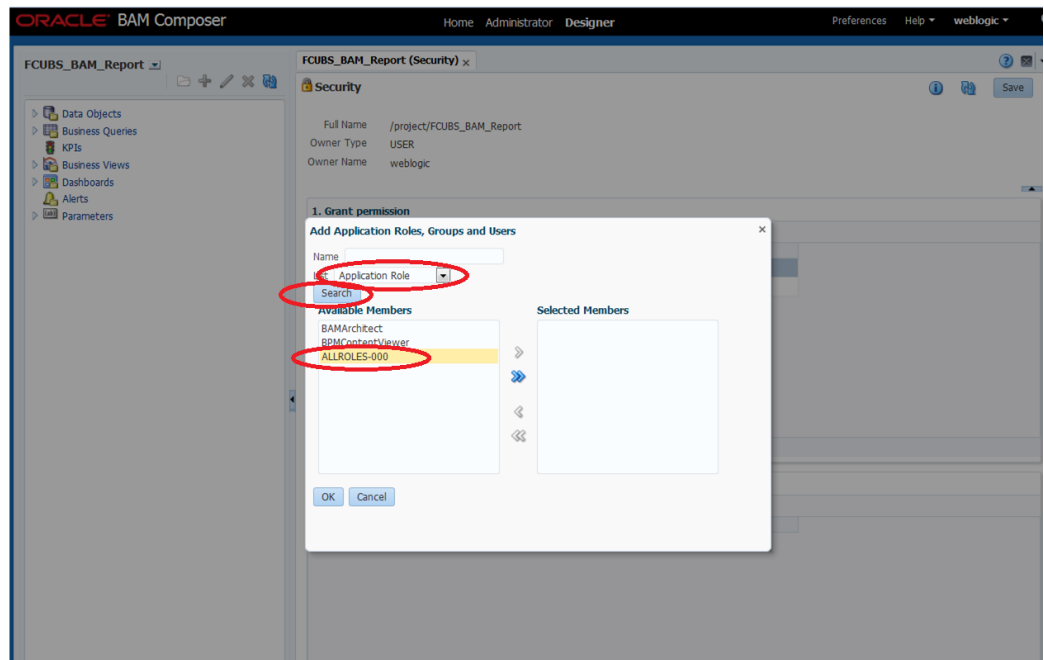 ORACLE BAM Composer Home Administrator Designer Preferences Help weblogic
FCUBS_BAM_Report
FCUBS_BAM_Report (Security) x
Security
Save
Data Objects
Business Queries
KPIs
Business Views
Dashboards
Alerts
Parameters
Full Name /project/FCUBS_BAM_Report
Owner Type USER
Owner Name weblogic
1. Grant permission
Add Application Roles, Groups and Users
Name
List Application Role
Search
Available Members Selected Members
BAMArchitect
BPMContentViewer
ALLROLES-000
OK Cancel